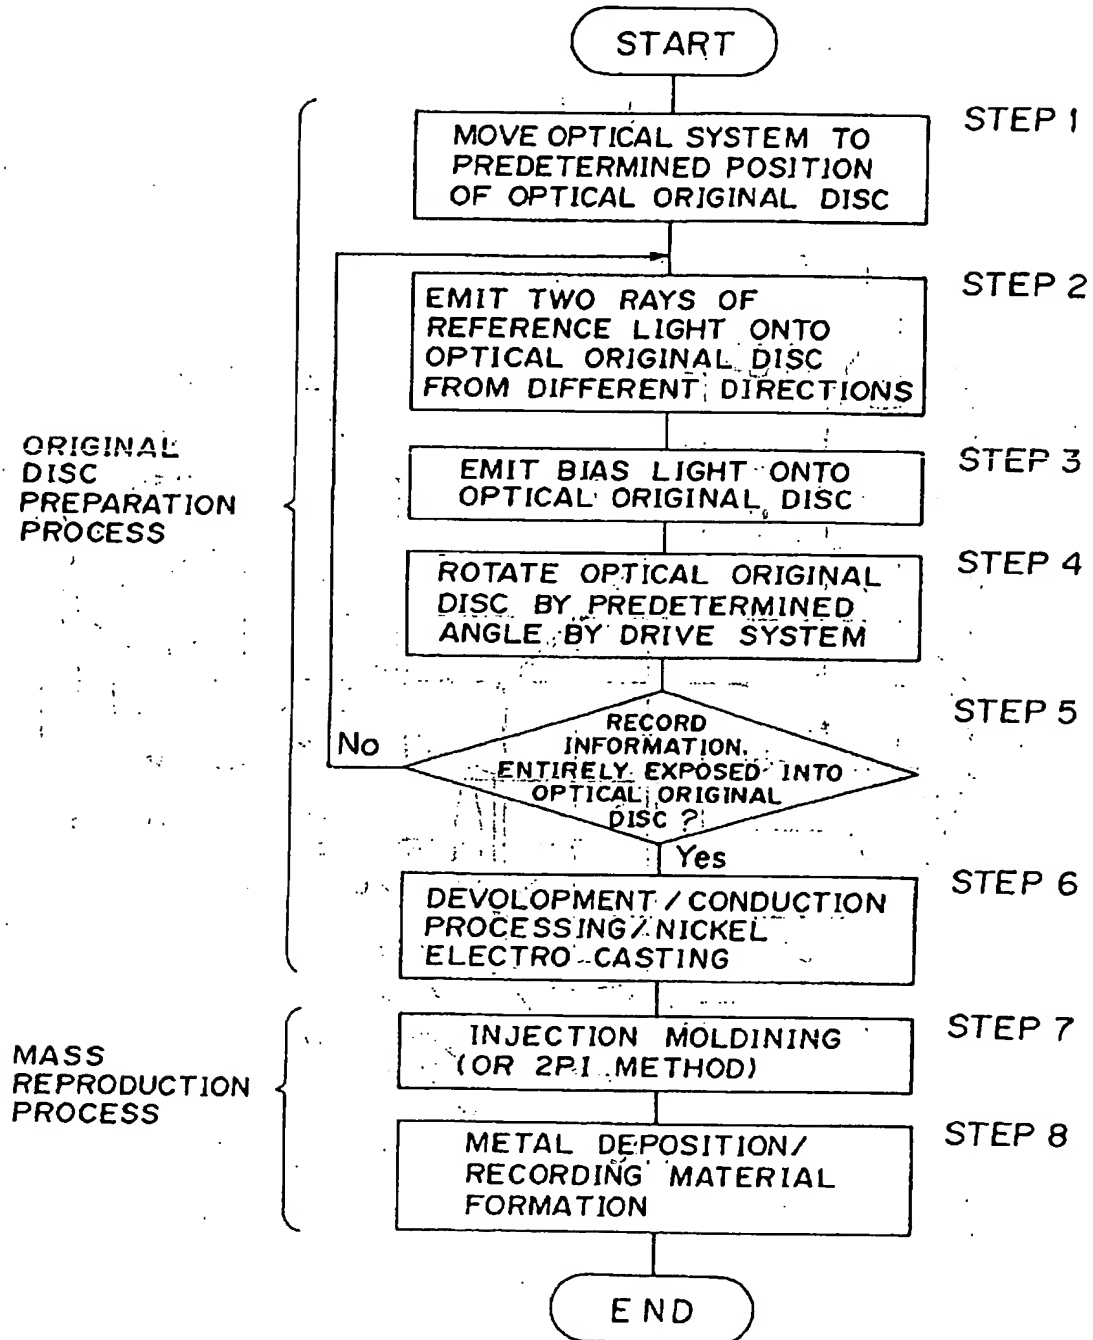 START
STEP 1
MOVE OPTICAL SYSTEM TO
PREDETERMINED POSITION
OF OPTICAL ORIGINAL DISC
STEP 2
EMIT TWO RAYS OF
REFERENCE LIGHT ONTO
OPTICAL ORIGINAL DISC
FROM DIFFERENT DIRECTIONS
ORIGINAL
DISC
PREPARATION
PROCESS
STEP 3
EMIT BIAS LIGHT ONTO
OPTICAL ORIGINAL DISC
STEP 4
ROTATE OPTICAL ORIGINAL
DISC BY PREDETERMINED
ANGLE BY DRIVE SYSTEM
STEP 5
RECORD
INFORMATION
ENTIRELY EXPOSED INTO
OPTICAL ORIGINAL
DISC ?
No
Yes
STEP 6
DEVOLOPMENT / CONDUCTION
PROCESSING / NICKEL
ELECTRO CASTING
MASS
REPRODUCTION
PROCESS
STEP 7
INJECTION MOLDINING
(OR 2P1 METHOD)
STEP 8
METAL DEPOSITION/
RECORDING MATERIAL
FORMATION
END